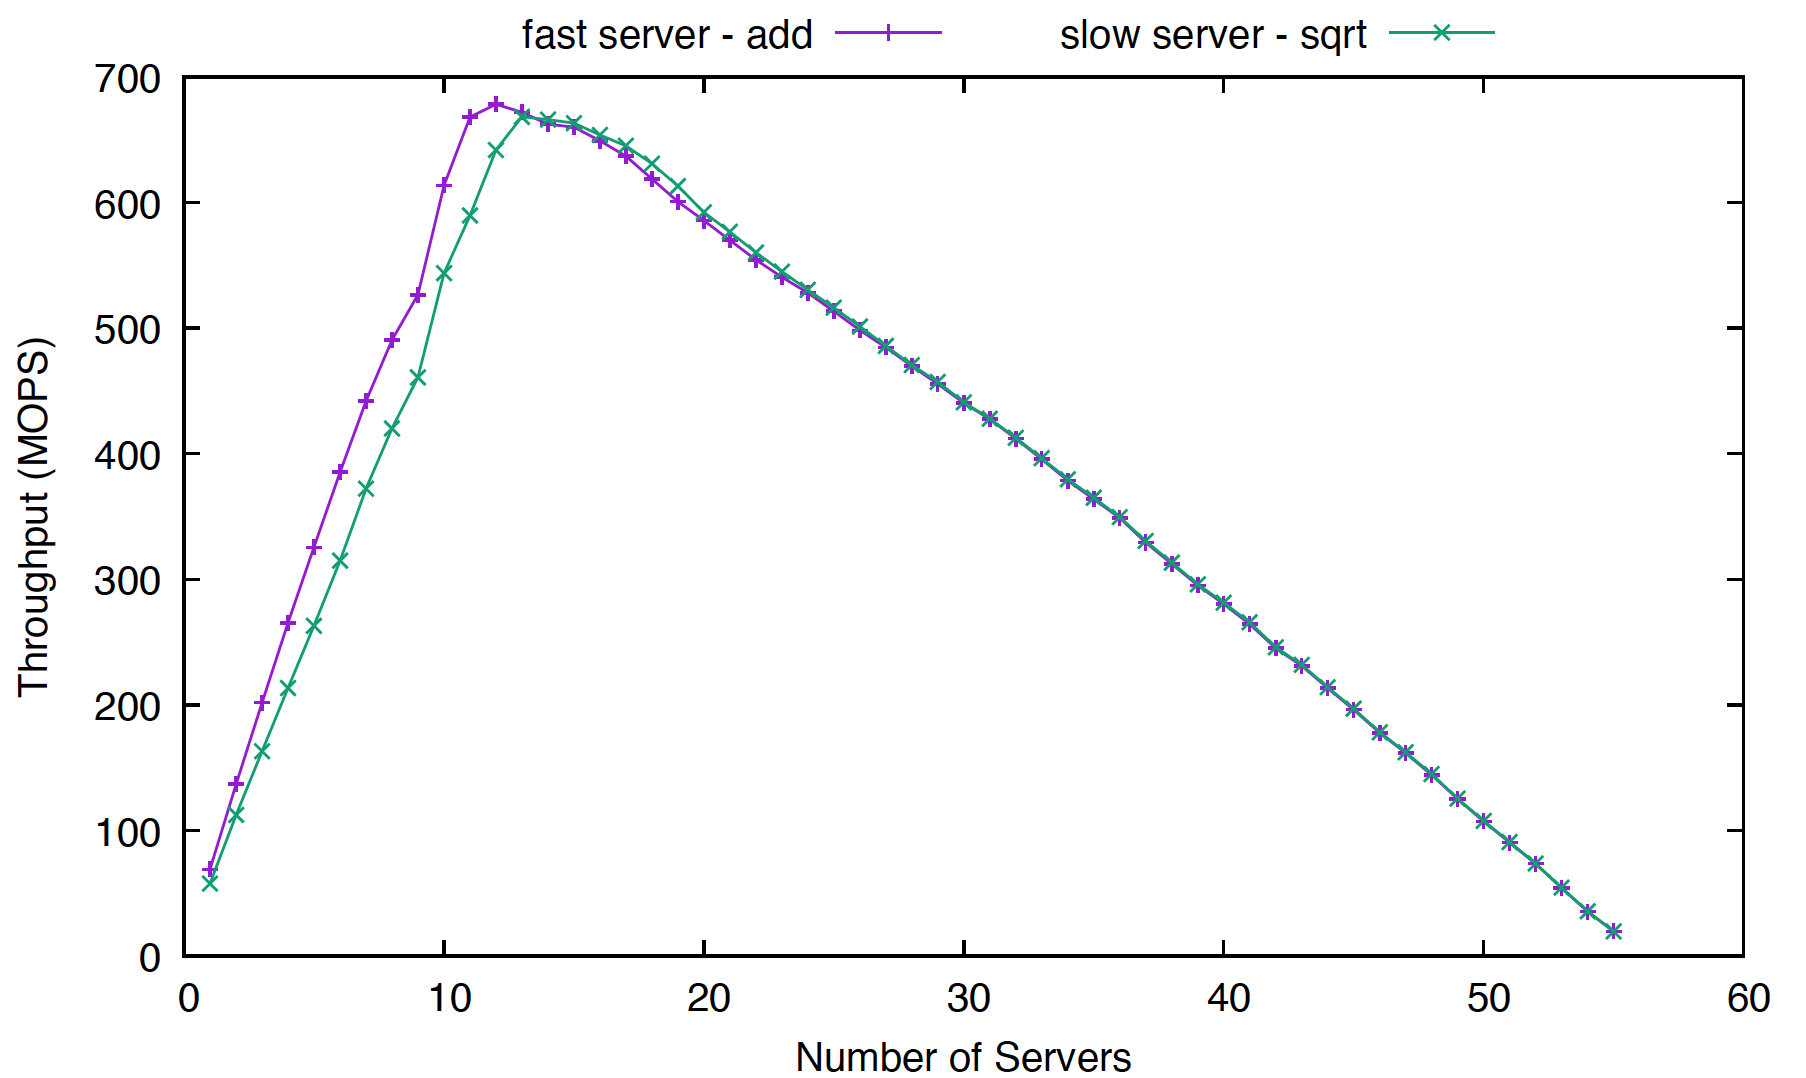 fast server - add
slow server - sqrt
700
600
500
400
300
200
100
0
Throughput (MOPS)
0 10 20 30 40 50 60
Number of Servers